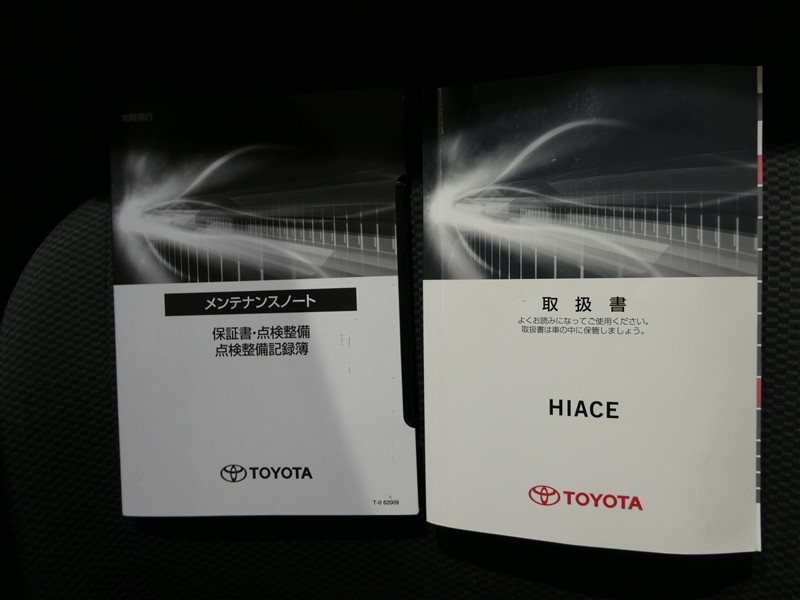 メンテナンスノート
保証書・点検整備
点検整備記録簿
TOYOTA
取扱書
よくお読みになってご使用ください。
取扱書は車の中に保管しましょう。
HIACE
TOYOTA